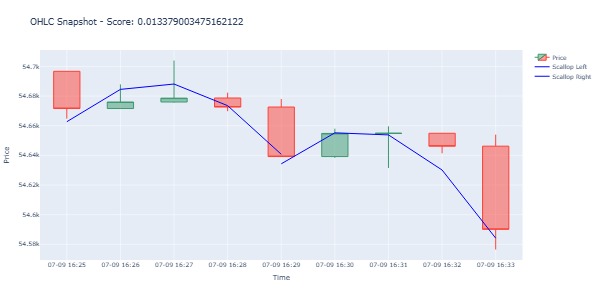 OHLC Snapshot - Score: 0.013379003475162122
54.7k
54.68k
54.66k
54.64k
54.62k
54.6k
54.58k
Price
07-09 16:25
07-09 16:26
07-09 16:27
07-09 16:28
07-09 16:29
07-09 16:30
07-09 16:31
07-09 16:32
07-09 16:33
Time
Price
Scallop Left
Scallop Right